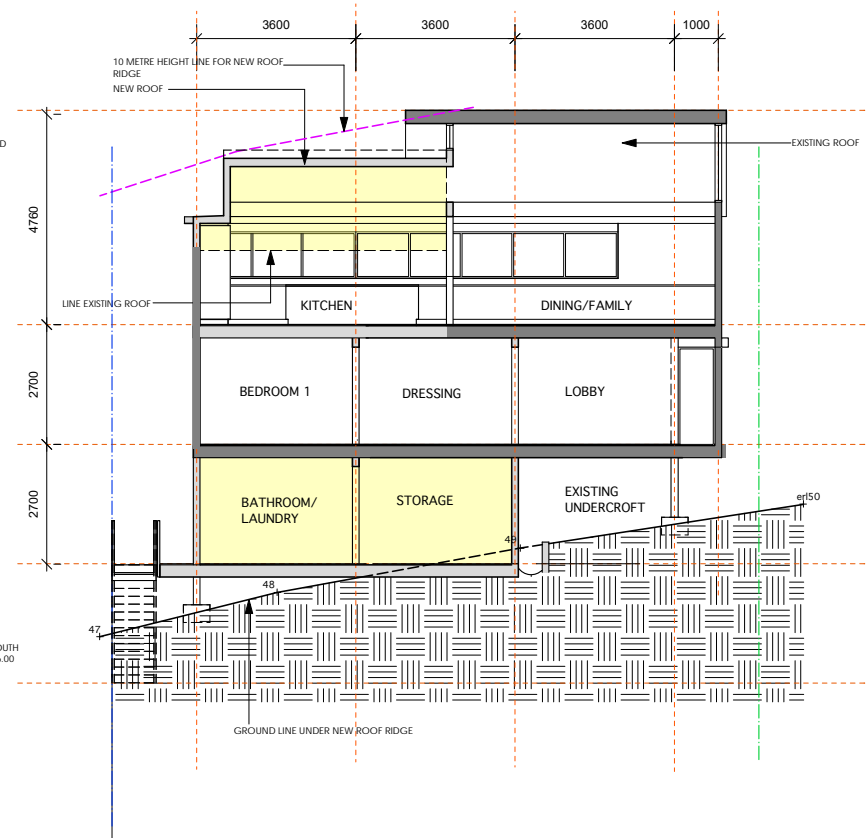 3600
3600
3600
1000
10 METRE HEIGHT LINE FOR NEW ROOF
RIDGE
NEW ROOF
D
EXISTING ROOF
4760
LINE EXISTING ROOF
KITCHEN
DINING/FAMILY
2700
BEDROOM 1
DRESSING
LOBBY
2700
BATHROOM/
LAUNDRY
STORAGE
EXISTING
UNDERCROFT
erl50
49
48
47
OUTH
.00
GROUND LINE UNDER NEW ROOF RIDGE